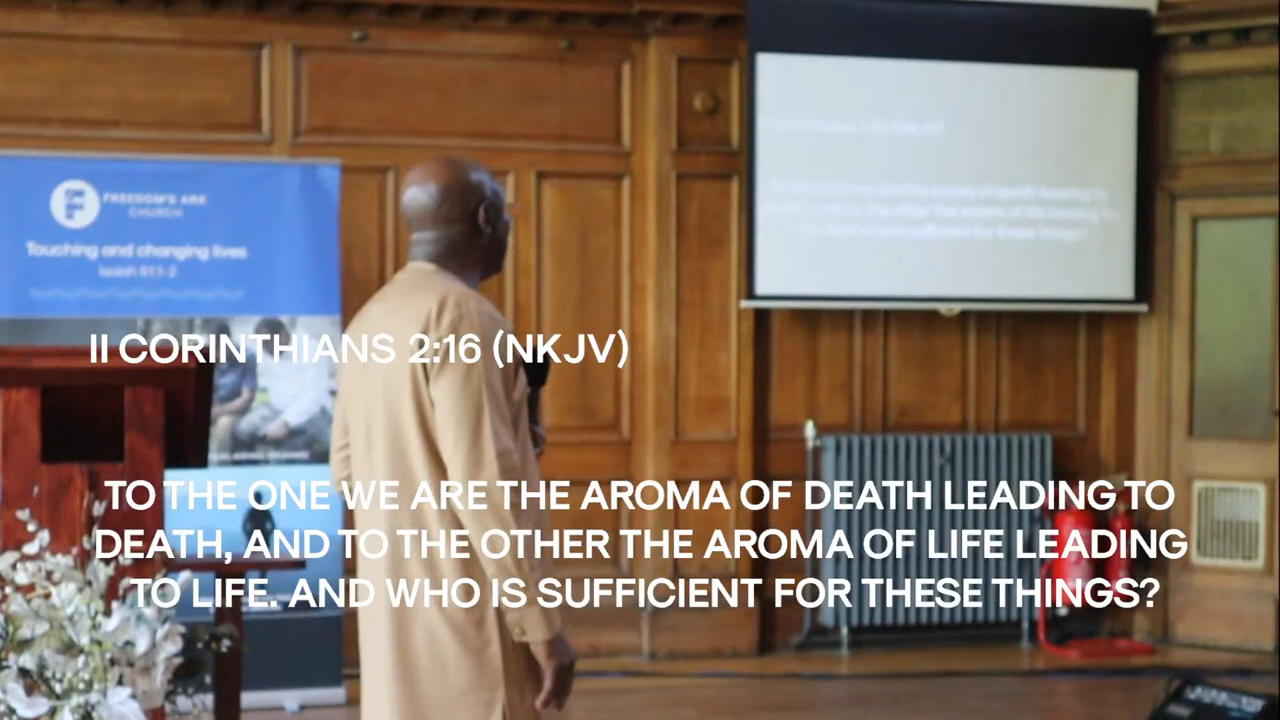 FREEDOM'S ARK
CHURCH
Touching and changing lives
Isaiah 61:1-2
II CORINTHIANS 2:16 (NKJV)
TO THE ONE WE ARE THE AROMA OF DEATH LEADING TO
DEATH, AND TO THE OTHER THE AROMA OF LIFE LEADING
TO LIFE. AND WHO IS SUFFICIENT FOR THESE THINGS?